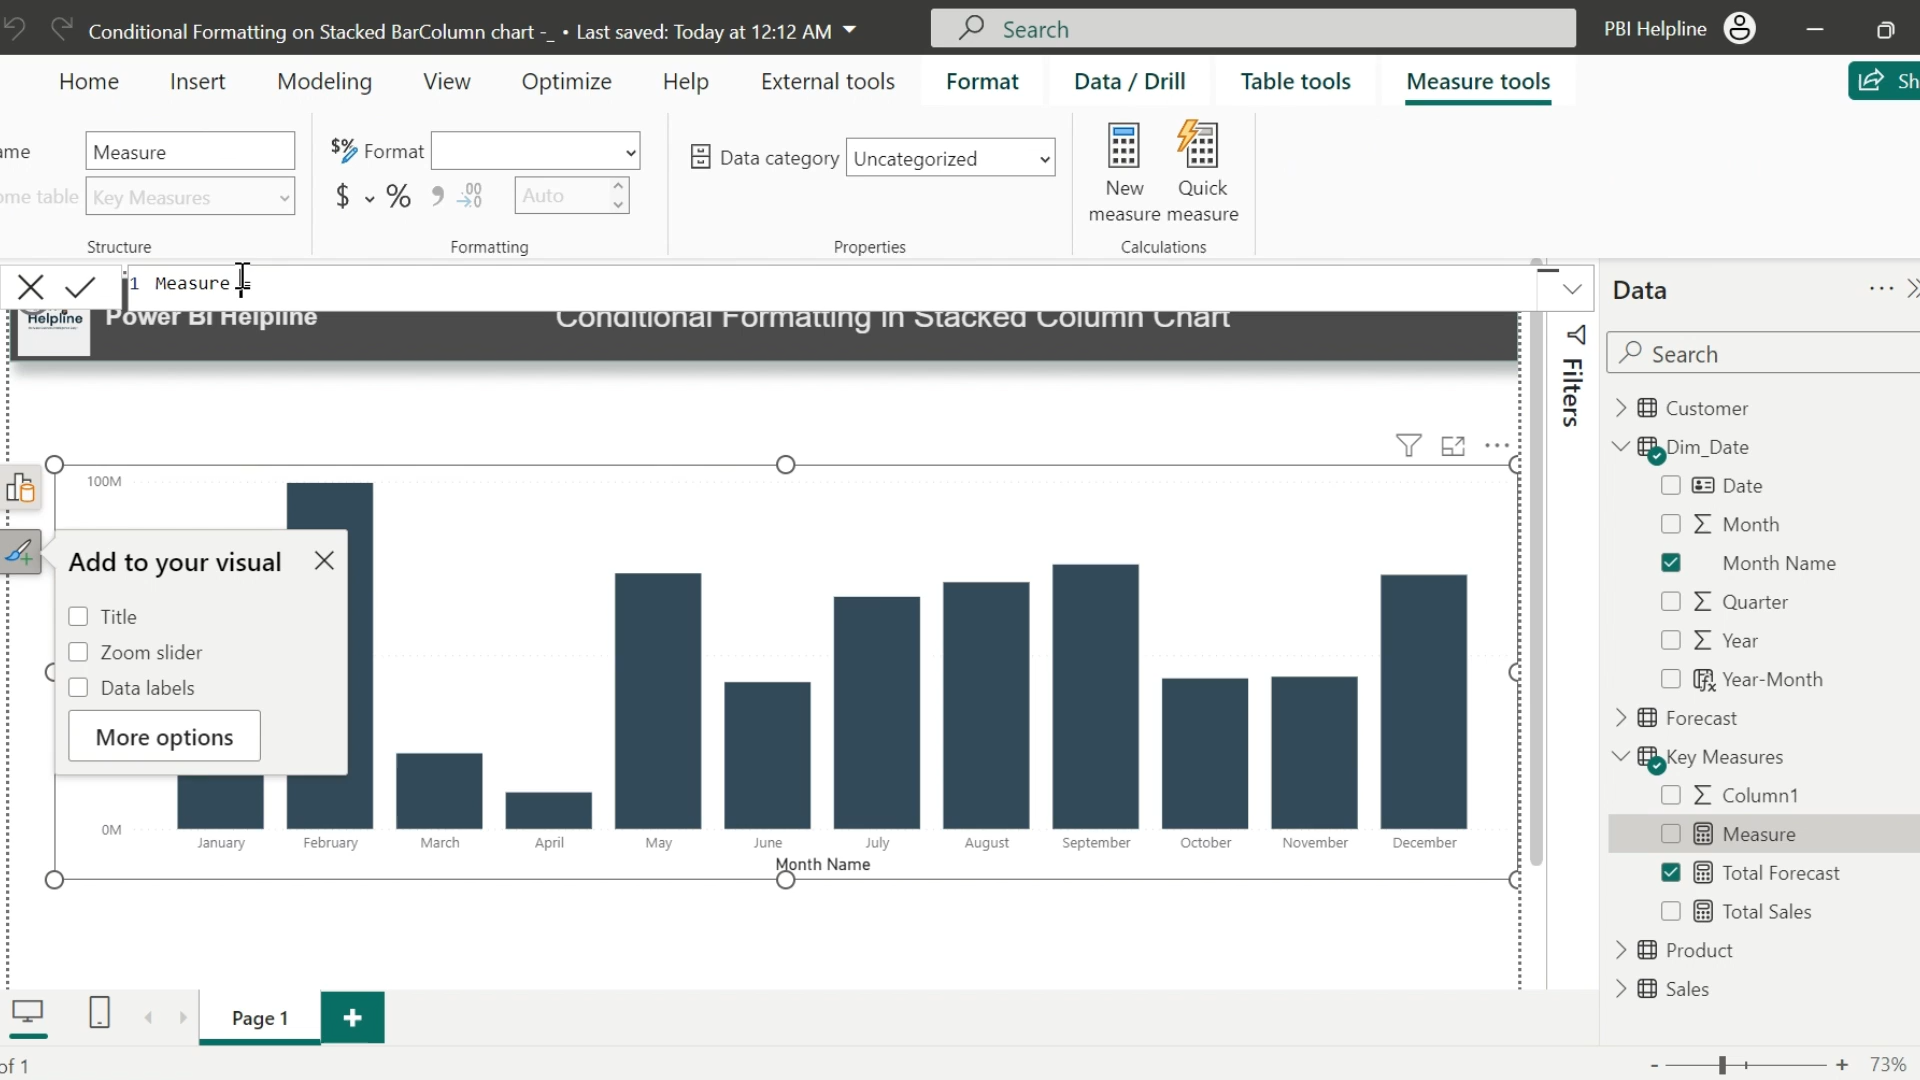 Conditional Formatting on Stacked BarColumn chart -_ • Last saved: Today at 12:12 AM
Search
PBI Helpline
Home Insert Modeling View Optimize Help External tools Format Data / Drill Table tools Measure tools
Sh
ame Measure
ome table Key Measures
Structure
$% Format
$ % 9 .00
Auto
Formatting
Data category Uncategorized
Properties
New measure
Quick measure
Calculations
1 Measure =
Helpline
Power BI Helpline
Conditional Formatting in Stacked Column Chart
Add to your visual
Title
Zoom slider
Data labels
More options
100M
0M
January February March April May June July August September October November December
Month Name
Filters
Data
Search
Customer
Dim_Date
Date
Month
Month Name
Quarter
Year
Year-Month
Forecast
Key Measures
Column1
Measure
Total Forecast
Total Sales
Product
Sales
Page 1
of 1
- + 73%